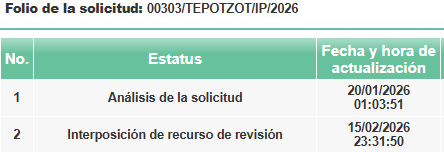 Folio de la solicitud: 00303/TEPOTZOT/IP/2026
No. Estatus Fecha y hora de actualización
1 Análisis de la solicitud 20/01/2026 01:03:51
2 Interposición de recurso de revisión 15/02/2026 23:31:50